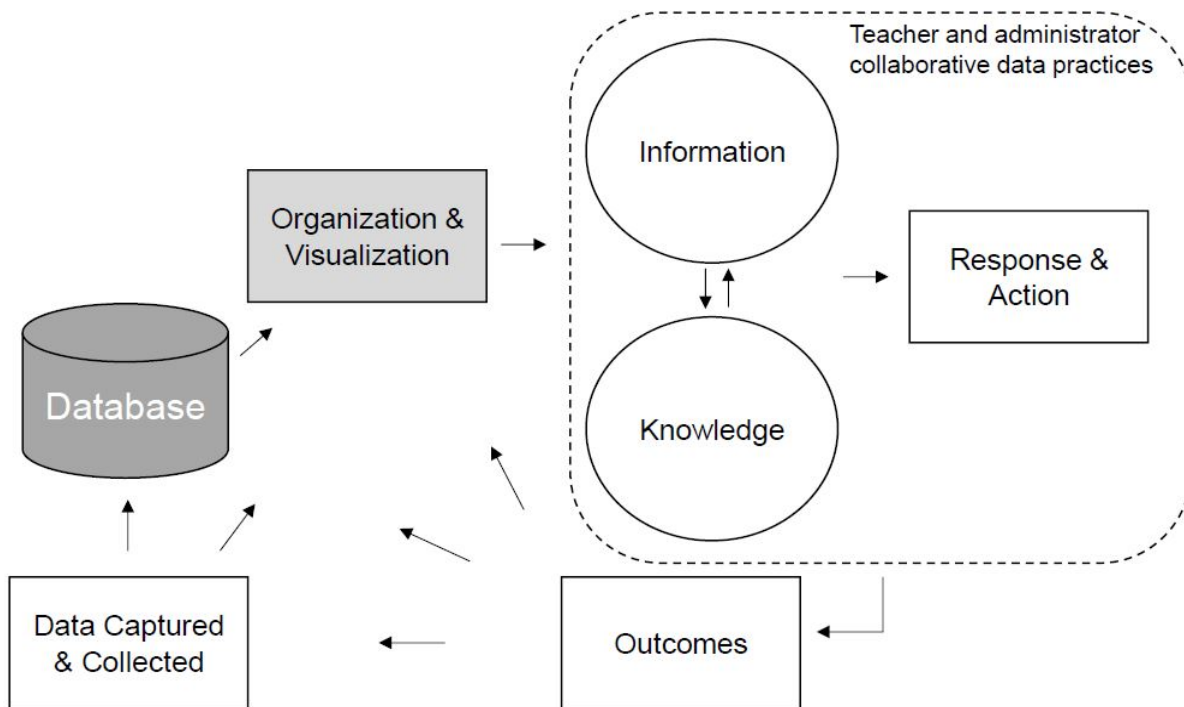 Teacher and administrator
collaborative data practices
Information
Organization &
Visualization
Response &
Action
Database
Knowledge
Data Captured
& Collected
Outcomes